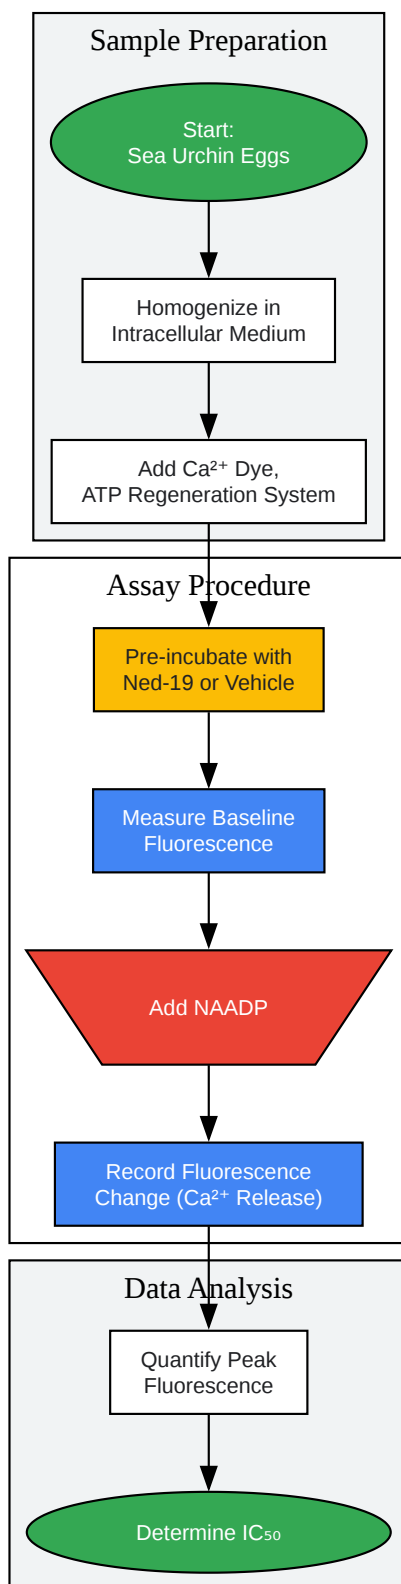 Sample Preparation
Start:
Sea Urchin Eggs
Homogenize in
Intracellular Medium
Add Ca²⁺ Dye,
ATP Regeneration System
Assay Procedure
Pre-incubate with
Ned-19 or Vehicle
Measure Baseline
Fluorescence
Add NAADP
Record Fluorescence
Change (Ca²⁺ Release)
Data Analysis
Quantify Peak
Fluorescence
Determine IC₅₀